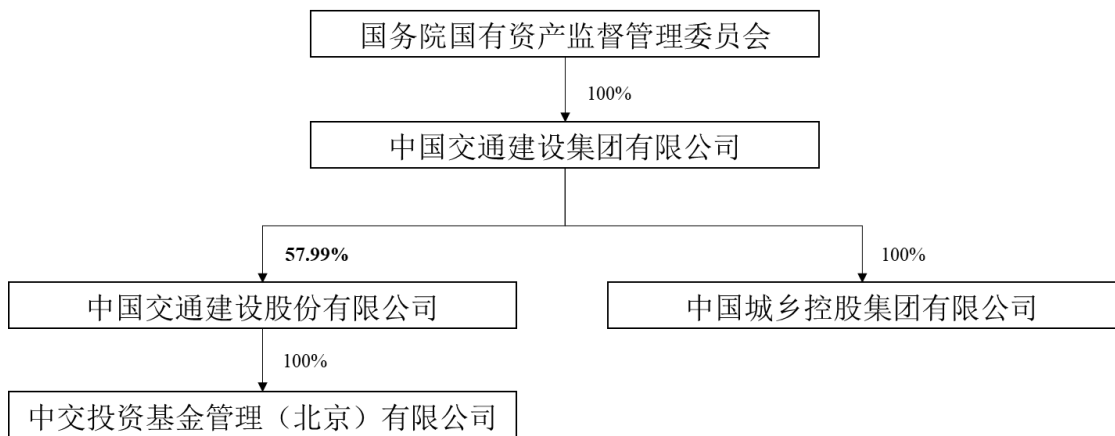 国务院国有资产监督管理委员会
100%
中国交通建设集团有限公司
57.99%
100%
中国交通建设股份有限公司
中国城乡控股集团有限公司
100%
中交投资基金管理（北京）有限公司